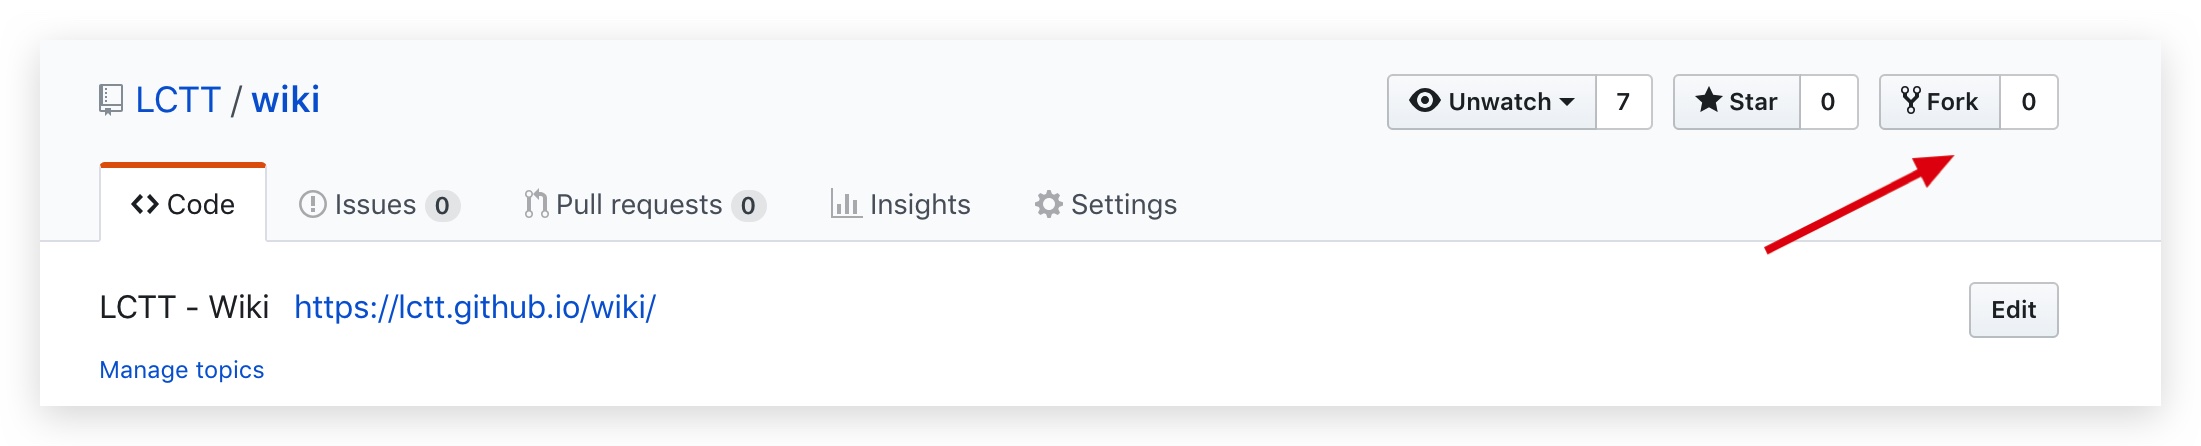 LCTT / wiki
Unwatch 7 Star 0 Fork 0
Code Issues 0 Pull requests 0 Insights Settings
LCTT - Wiki https://lctt.github.io/wiki/
Edit
Manage topics